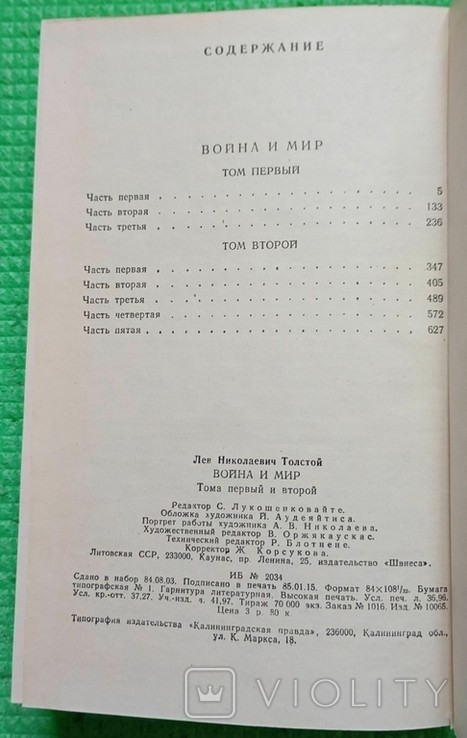 СОДЕРЖАНИЕ
ВОЙНА И МИР
ТОМ ПЕРВЫЙ
Часть первая . . . . . . . . . . . . . . 5
Часть вторая . . . . . . . . . . . . . . 133
Часть третья . . . . . . . . . . . . . . 236
ТОМ ВТОРОЙ
Часть первая . . . . . . . . . . . . . . 347
Часть вторая . . . . . . . . . . . . . . 405
Часть третья . . . . . . . . . . . . . . 489
Часть четвертая . . . . . . . . . . . . . 572
Часть пятая . . . . . . . . . . . . . . 627
Лев Николаевич Толстой
ВОЙНА И МИР
Тома первый и второй
Редактор С. Лукошенковайте.
Обложка художника Й. Аудеяйтиса.
Портрет работы художника А. В. Николаева.
Художественный редактор В. Оржякаускас.
Технический редактор Р. Блотнене.
Корректор Ж. Корсукова.
Литовская ССР, 233000, Каунас, пр. Ленина, 25, издательство «Швиеса».
ИБ № 2034
Сдано в набор 84.08.03. Подписано в печать 85.01.15. Формат 84×108¹/₃₂. Бумага
типографская № 1. Гарнитура литературная. Высокая печать. Усл. печ. л. 36,96.
Усл. кр.-отт. 37,27. Уч.-изд. л. 41,97. Тираж 70 000 экз. Заказ № 1016. Изд. № 10065.
Цена 3 р. 80 к.
Типография издательства «Калининградская правда», 236000, Калининград обл.,
ул. К. Маркса, 18.
VIOLITY